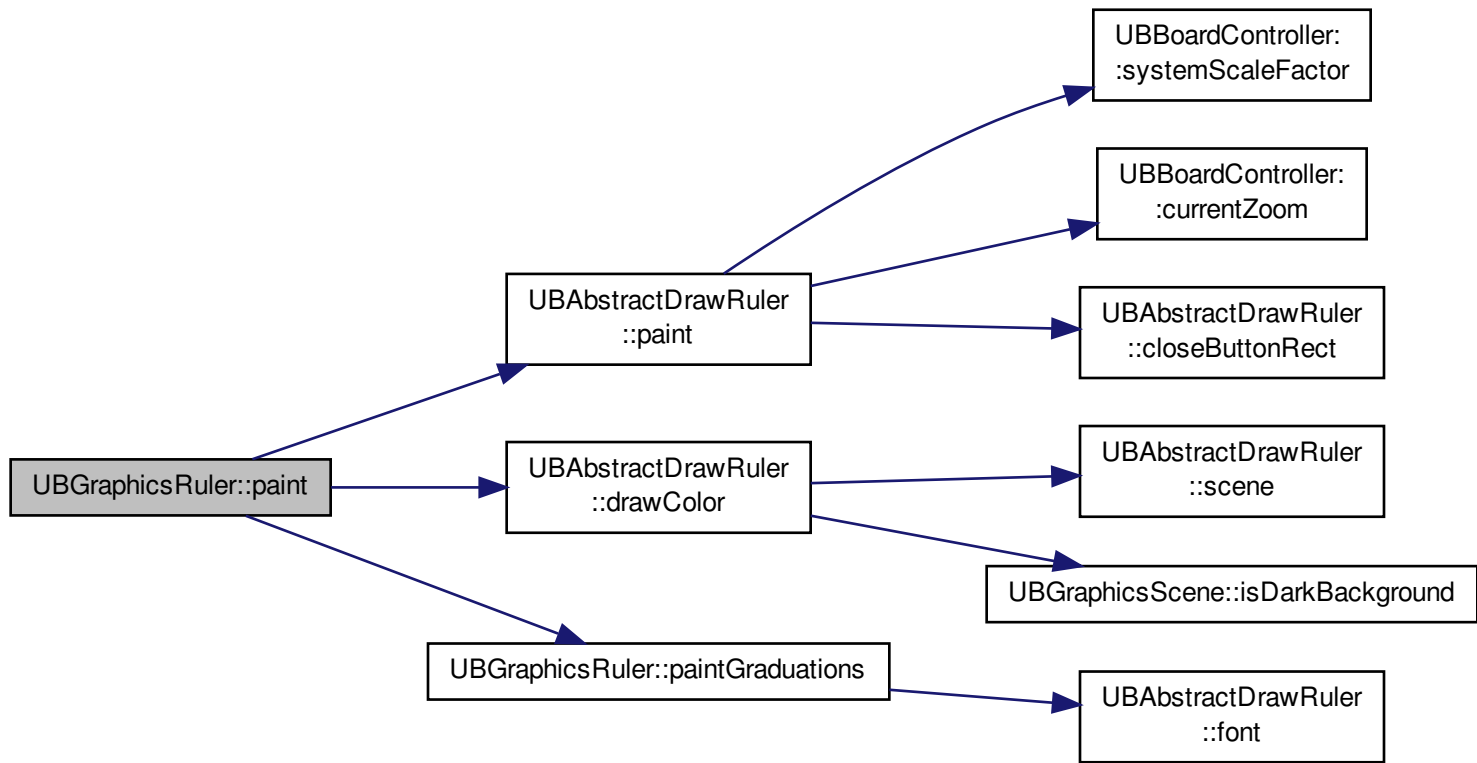 UBBoardController:
:systemScaleFactor
UBBoardController:
:currentZoom
UBAbstractDrawRuler
::paint
UBAbstractDrawRuler
::closeButtonRect
UBGraphicsRuler::paint
UBAbstractDrawRuler
::drawColor
UBAbstractDrawRuler
::scene
UBGraphicsScene::isDarkBackground
UBGraphicsRuler::paintGraduations
UBAbstractDrawRuler
::font